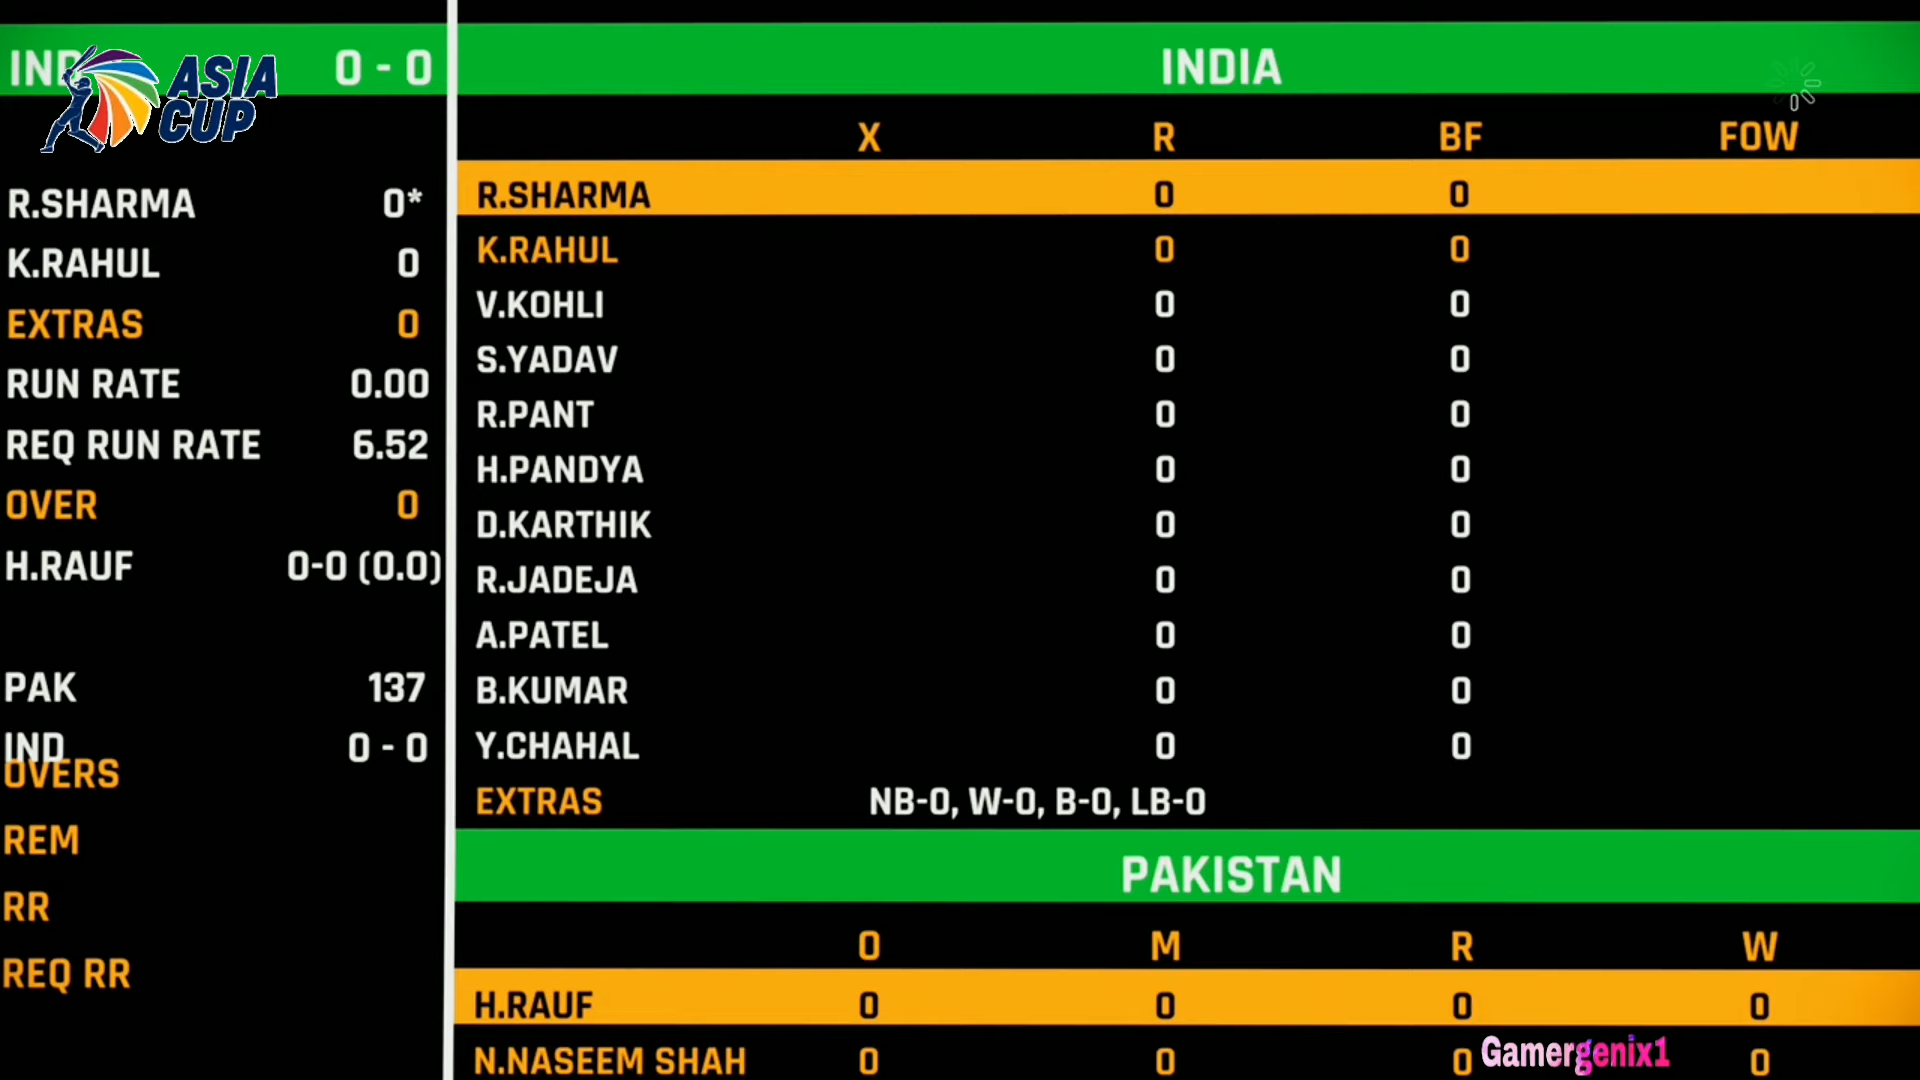 IND 0 - 0
ASIA
CUP
R.SHARMA 0*
K.RAHUL 0
EXTRAS 0
RUN RATE 0.00
REQ RUN RATE 6.52
OVER 0
H.RAUF 0-0 (0.0)
PAK 137
IND 0 - 0
OVERS
REM
RR
REQ RR
INDIA
X R BF FOW
R.SHARMA 0 0
K.RAHUL 0 0
V.KOHLI 0 0
S.YADAV 0 0
R.PANT 0 0
H.PANDYA 0 0
D.KARTHIK 0 0
R.JADEJA 0 0
A.PATEL 0 0
B.KUMAR 0 0
Y.CHAHAL 0 0
EXTRAS NB-0, W-0, B-0, LB-0
PAKISTAN
O M R W
H.RAUF 0 0 0 0
N.NASEEM SHAH 0 0 0 0
Gamergenix1